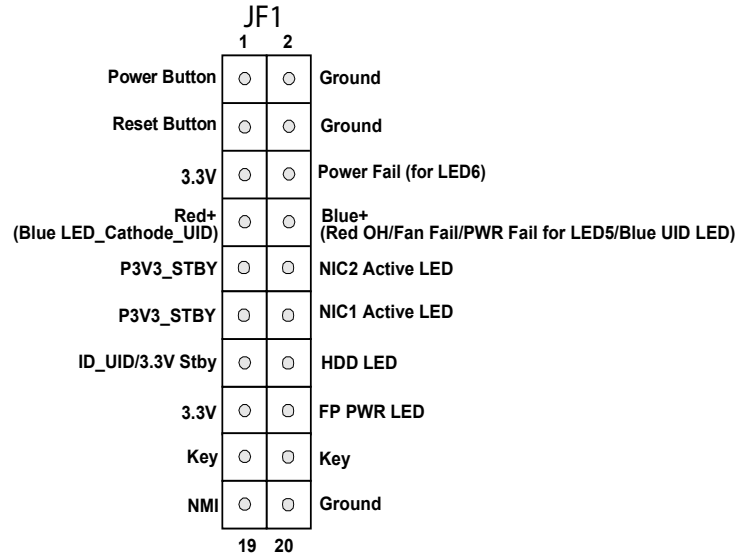 JF1
1 2
Power Button Ground
Reset Button Ground
3.3V Power Fail (for LED6)
Red+ Blue+
(Blue LED_Cathode_UID) (Red OH/Fan Fail/PWR Fail for LED5/Blue UID LED)
P3V3_STBY NIC2 Active LED
P3V3_STBY NIC1 Active LED
ID_UID/3.3V Stby HDD LED
3.3V FP PWR LED
Key Key
NMI Ground
19 20